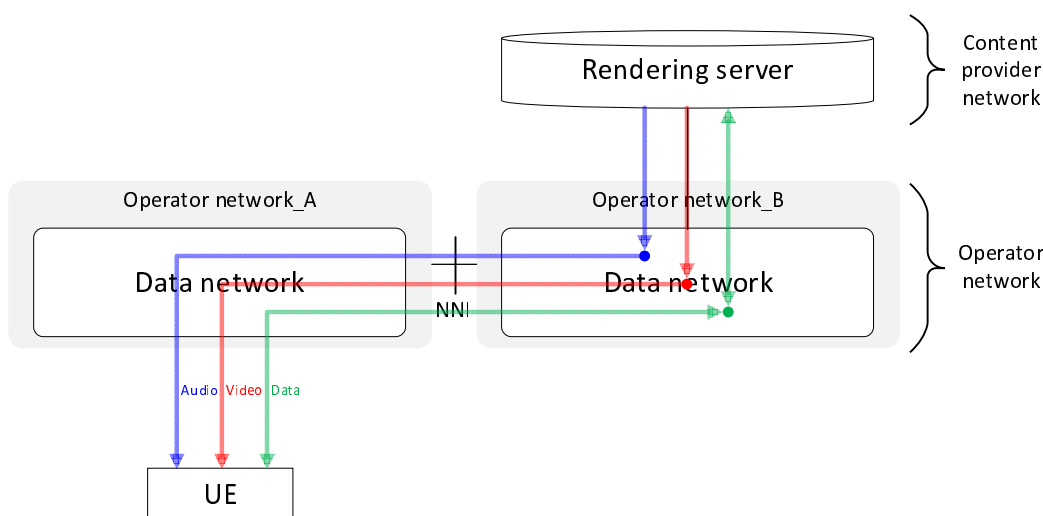 Rendering server
Content
provider
network
Operator network_A
Operator network_B
Data network
Data network
Operator
network
NNI
Audio
Video
Data
UE